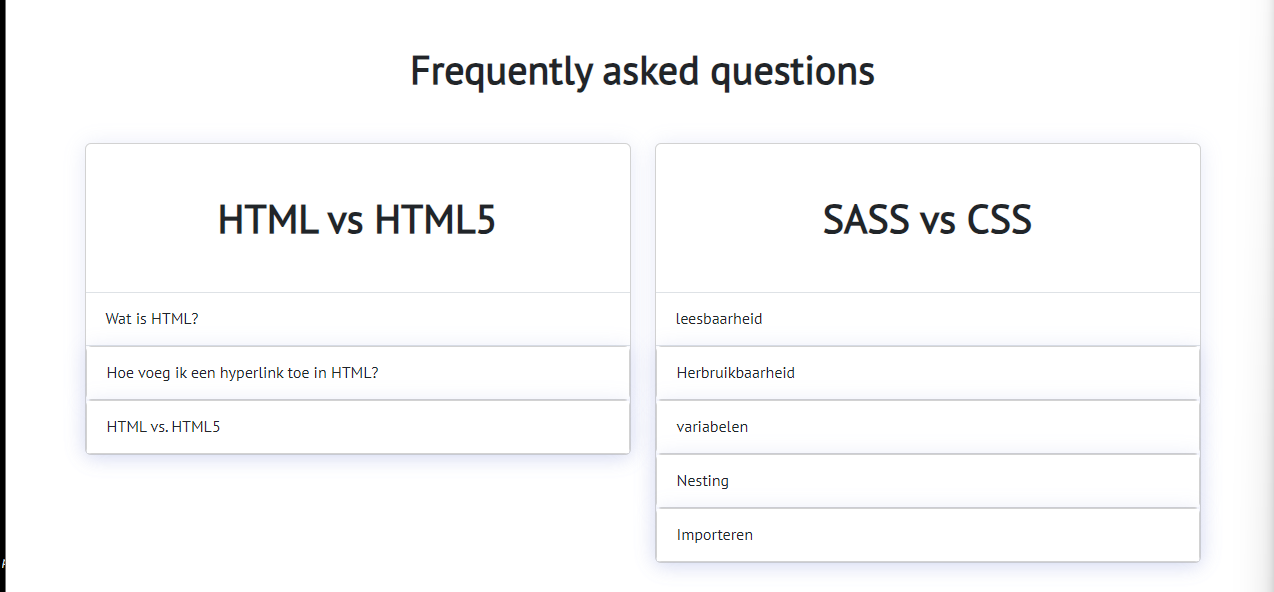 Frequently asked questions
HTML vs HTML5
Wat is HTML?
Hoe voeg ik een hyperlink toe in HTML?
HTML vs. HTML5
SASS vs CSS
leesbaarheid
Herbruikbaarheid
variabelen
Nesting
Importeren